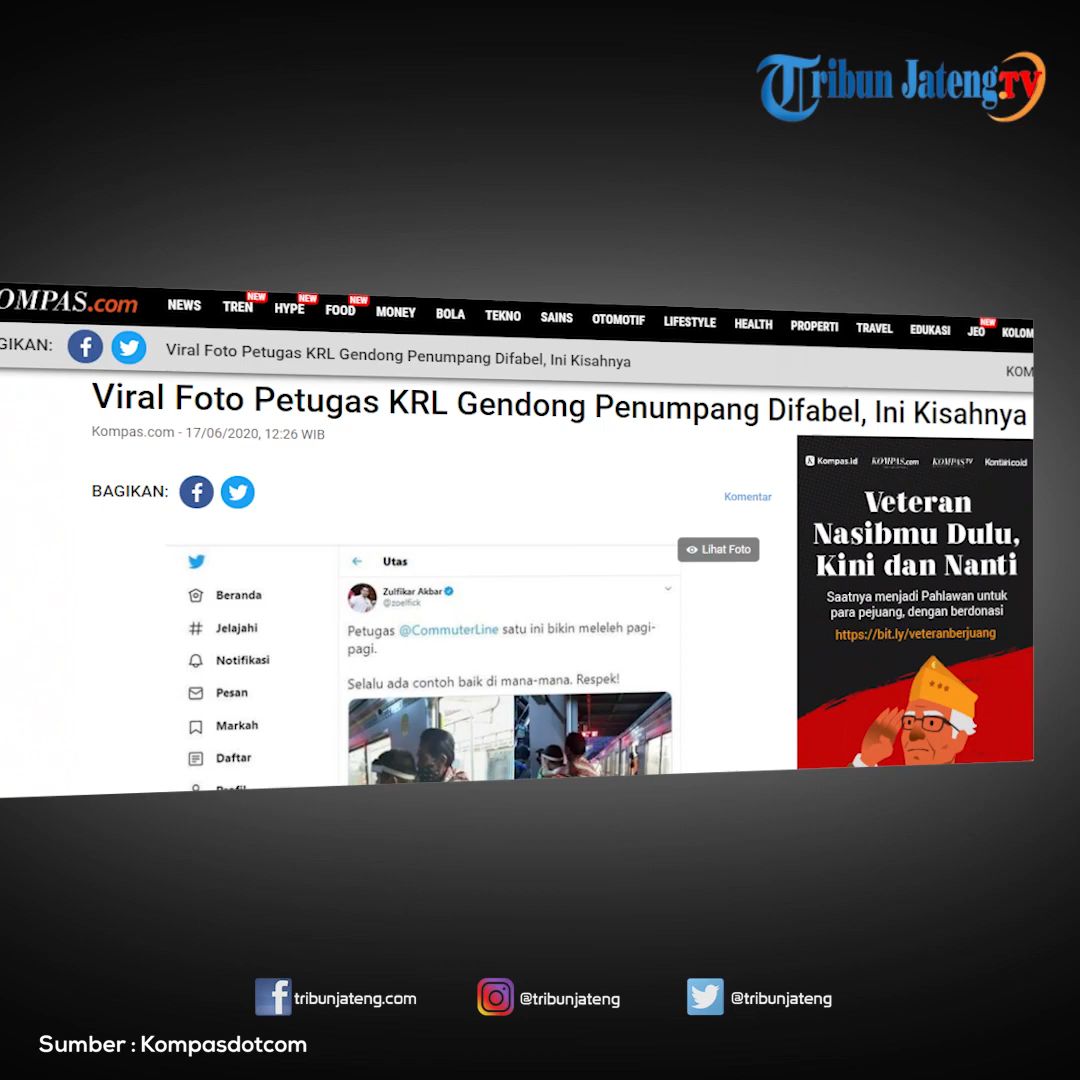 Tribun Jateng TV
OMPAS.com NEWS TREN NEW HYPE NEW FOOD NEW MONEY BOLA TEKNO SAINS OTOMOTIF LIFESTYLE HEALTH PROPERTI TRAVEL EDUKASI JEO NEW KOLOM
GIKAN: Viral Foto Petugas KRL Gendong Penumpang Difabel, Ini Kisahnya KOM
Viral Foto Petugas KRL Gendong Penumpang Difabel, Ini Kisahnya
Kompas.com - 17/06/2020, 12:26 WIB
BAGIKAN:
Komentar
Lihat Foto
Utas
Beranda
Jelajahi
Notifikasi
Pesan
Markah
Daftar
Profil
Zulfikar Akbar
@zoelfick
Petugas @CommuterLine satu ini bikin meleleh pagi-
pagi.
Selalu ada contoh baik di mana-mana. Respek!
Kompas.id KOMPAS.com KOMPASTV Kontan.co.id
Veteran
Nasibmu Dulu,
Kini dan Nanti
Saatnya menjadi Pahlawan untuk
para pejuang, dengan berdonasi
https://bit.ly/veteranberjuang
tribunjateng.com @tribunjateng @tribunjateng
Sumber : Kompasdotcom